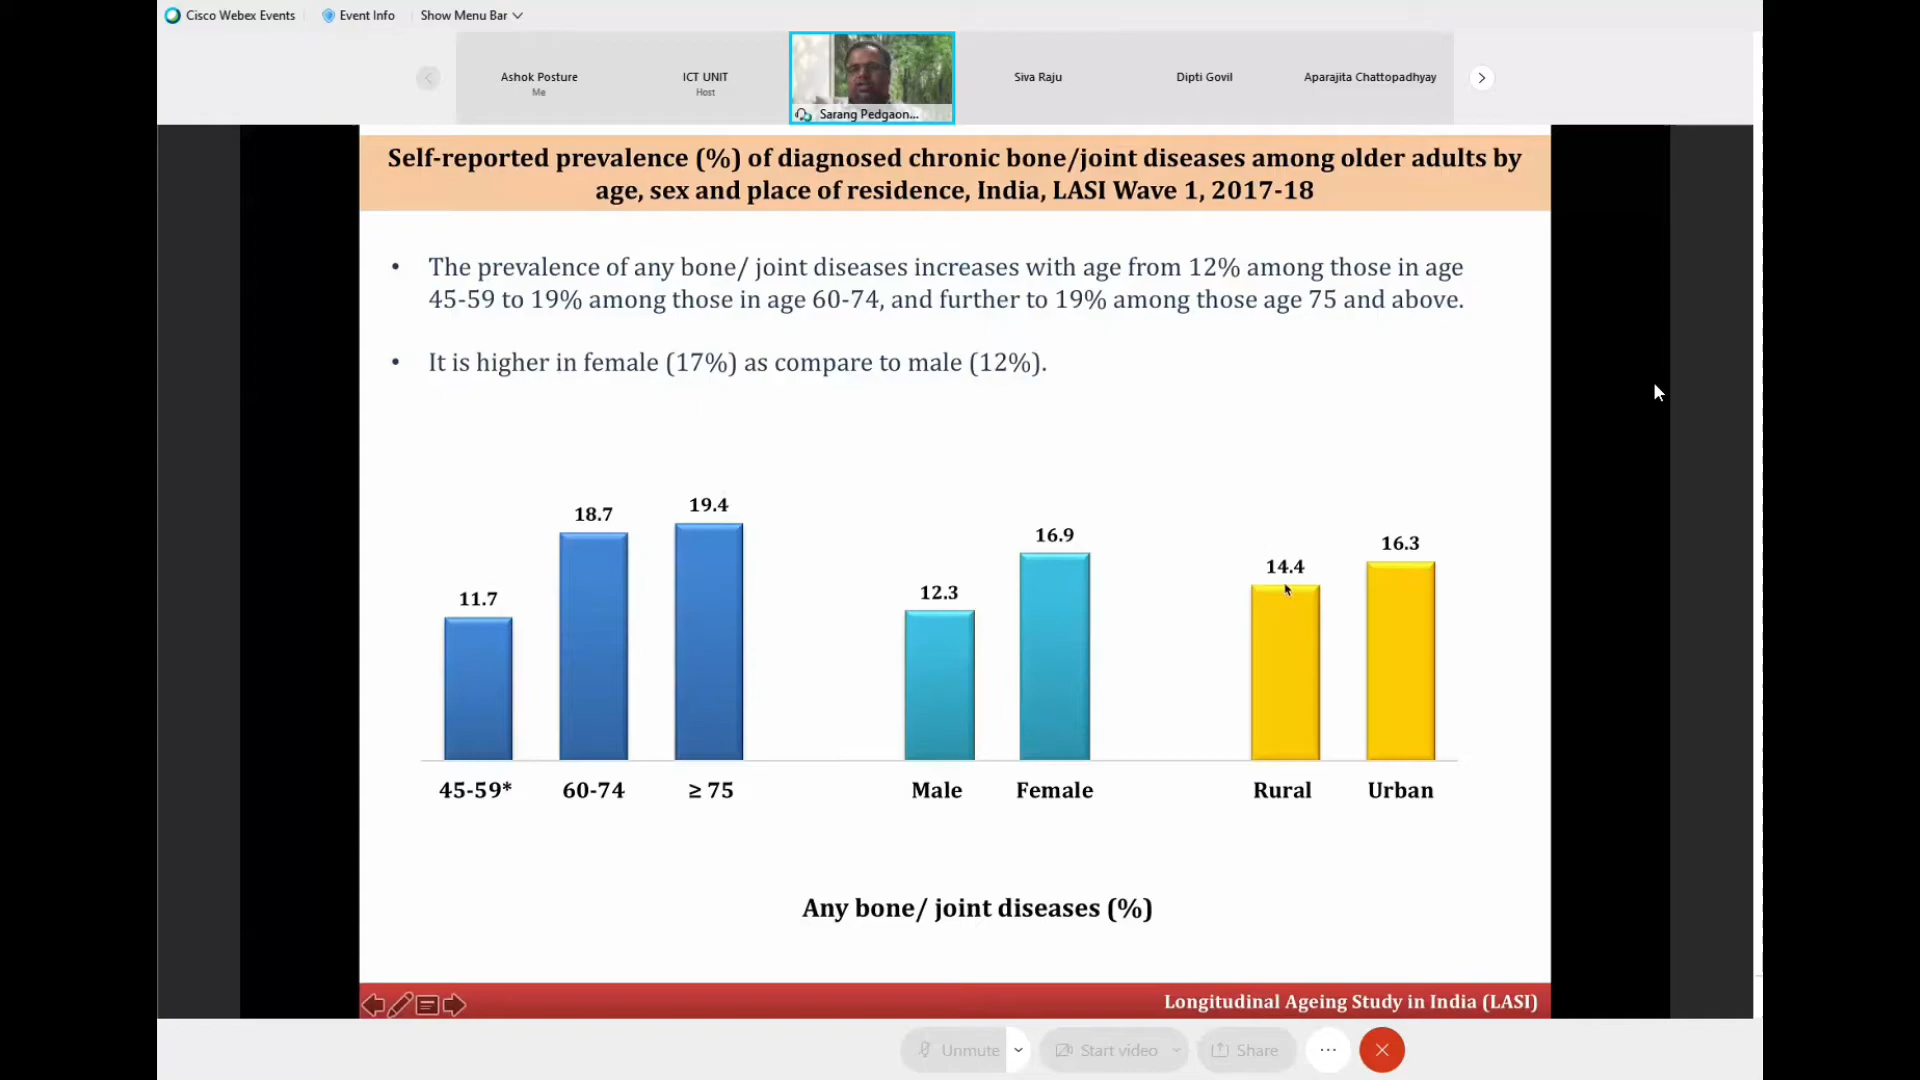 Cisco Webex Events
Event Info
Show Menu Bar
Ashok Posture
Me
ICT UNIT
Host
Sarang Pedgaon...
Siva Raju
Dipti Govil
Aparajita Chattopadhyay
Self-reported prevalence (%) of diagnosed chronic bone/joint diseases among older adults by
age, sex and place of residence, India, LASI Wave 1, 2017-18
• The prevalence of any bone/ joint diseases increases with age from 12% among those in age
45-59 to 19% among those in age 60-74, and further to 19% among those age 75 and above.
• It is higher in female (17%) as compare to male (12%).
11.7
18.7
19.4
12.3
16.9
14.4
16.3
45-59*
60-74
≥ 75
Male
Female
Rural
Urban
Any bone/ joint diseases (%)
Longitudinal Ageing Study in India (LASI)
Unmute
Start video
Share